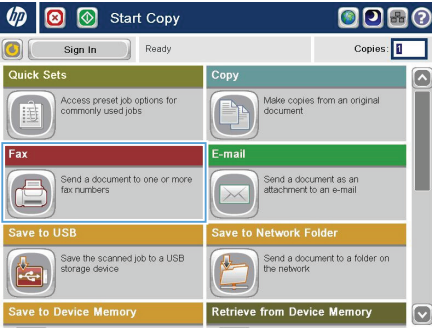 hp Start Copy
Sign In Ready Copies: 1
Quick Sets
Access preset job options for
commonly used jobs
Copy
Make copies from an original
document
Fax
Send a document to one or more
fax numbers
E-mail
Send a document as an
attachment to an e-mail
Save to USB
Save the scanned job to a USB
storage device
Save to Network Folder
Send a document to a folder on
the network
Save to Device Memory
Retrieve from Device Memory